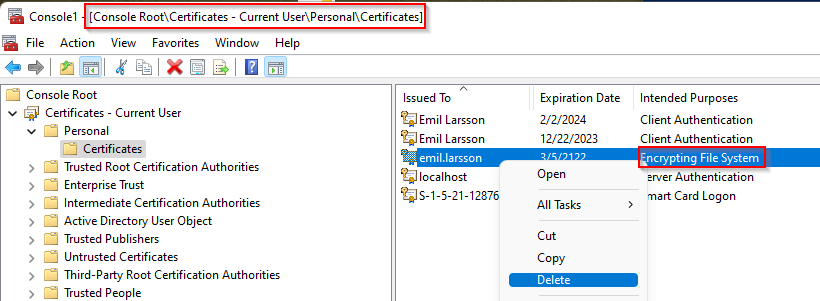 Console1 - [Console Root\Certificates - Current User\Personal\Certificates]
File Action View Favorites Window Help
Console Root
Certificates - Current User
Personal
Certificates
Trusted Root Certification Authorities
Enterprise Trust
Intermediate Certification Authorities
Active Directory User Object
Trusted Publishers
Untrusted Certificates
Third-Party Root Certification Authorities
Trusted People
Issued To Expiration Date Intended Purposes
Emil Larsson 2/2/2024 Client Authentication
Emil Larsson 12/22/2023 Client Authentication
emil.larsson 3/5/2122 Encrypting File System
localhost Server Authentication
S-1-5-21-12876 Smart Card Logon
Open
All Tasks
Cut
Copy
Delete